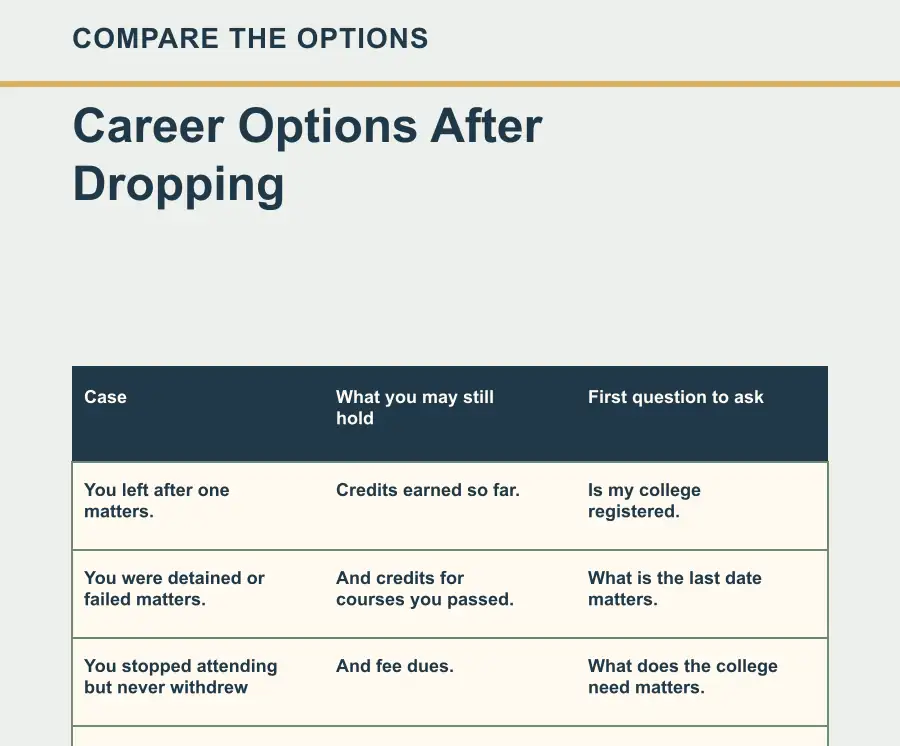 COMPARE THE OPTIONS
Career Options After
Dropping
Case
What you may still
hold
First question to ask
You left after one
matters.
Credits earned so far.
Is my college
registered.
You were detained or
failed matters.
And credits for
courses you passed.
What is the last date
matters.
You stopped attending
but never withdrew
And fee dues.
What does the college
need matters.